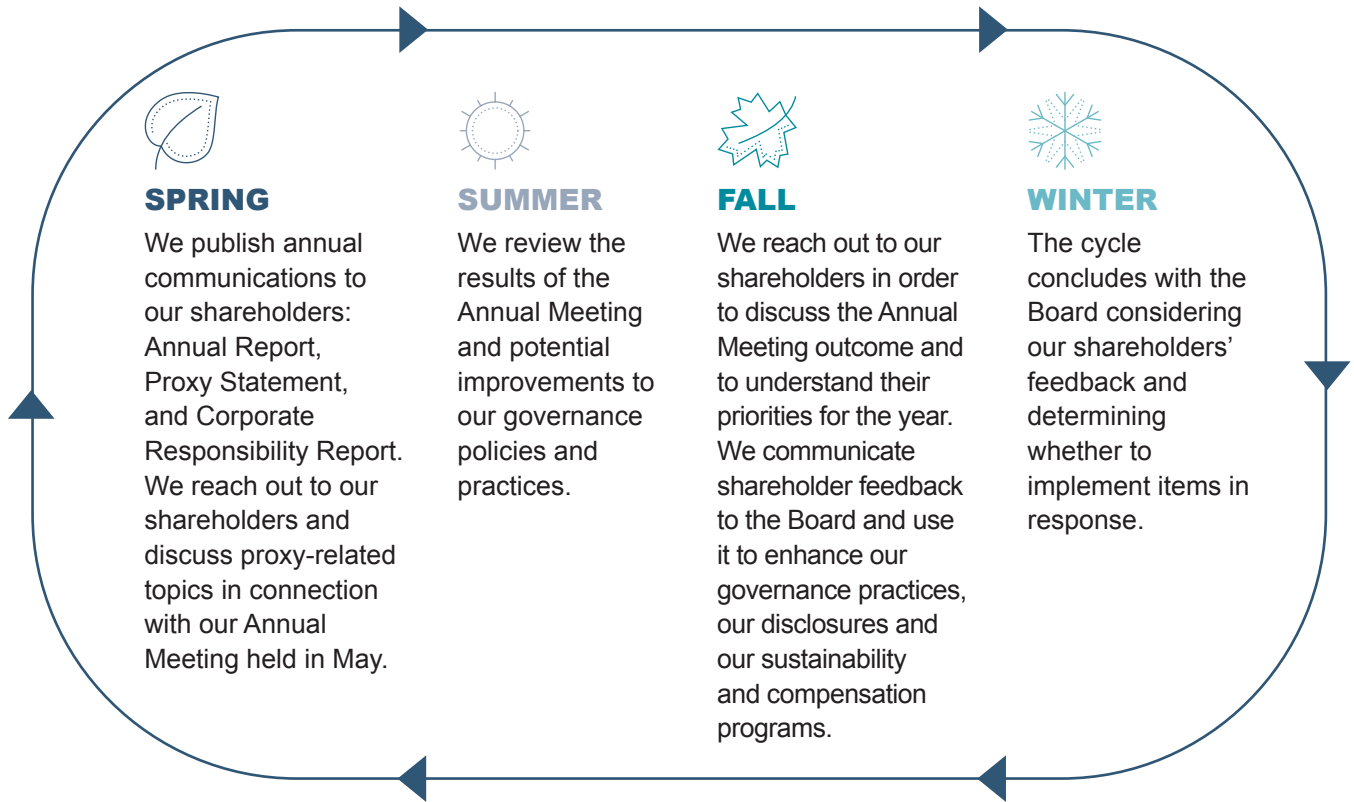 SPRING
We publish annual
communications to
our shareholders:
Annual Report,
Proxy Statement,
and Corporate
Responsibility Report.
We reach out to our
shareholders and
discuss proxy-related
topics in connection
with our Annual
Meeting held in May.
SUMMER
We review the
results of the
Annual Meeting
and potential
improvements to
our governance
policies and
practices.
FALL
We reach out to our
shareholders in order
to discuss the Annual
Meeting outcome and
to understand their
priorities for the year.
We communicate
shareholder feedback
to the Board and use
it to enhance our
governance practices,
our disclosures and
our sustainability
and compensation
programs.
WINTER
The cycle
concludes with the
Board considering
our shareholders’
feedback and
determining
whether to
implement items in
response.